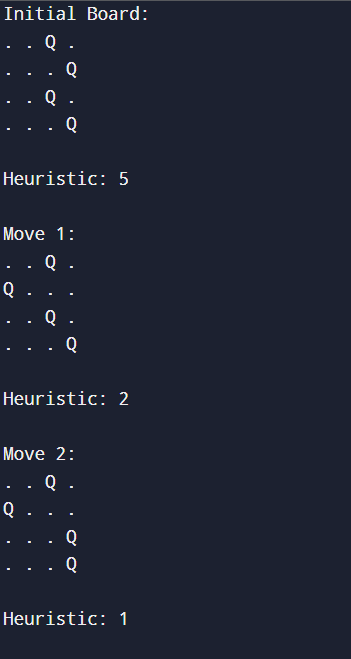 Initial Board:
. . Q .
. . . Q
. . Q .
. . . Q
Heuristic: 5
Move 1:
. . Q .
Q . . .
. . Q .
. . . Q
Heuristic: 2
Move 2:
. . Q .
Q . . .
. . . Q
. . . Q
Heuristic: 1